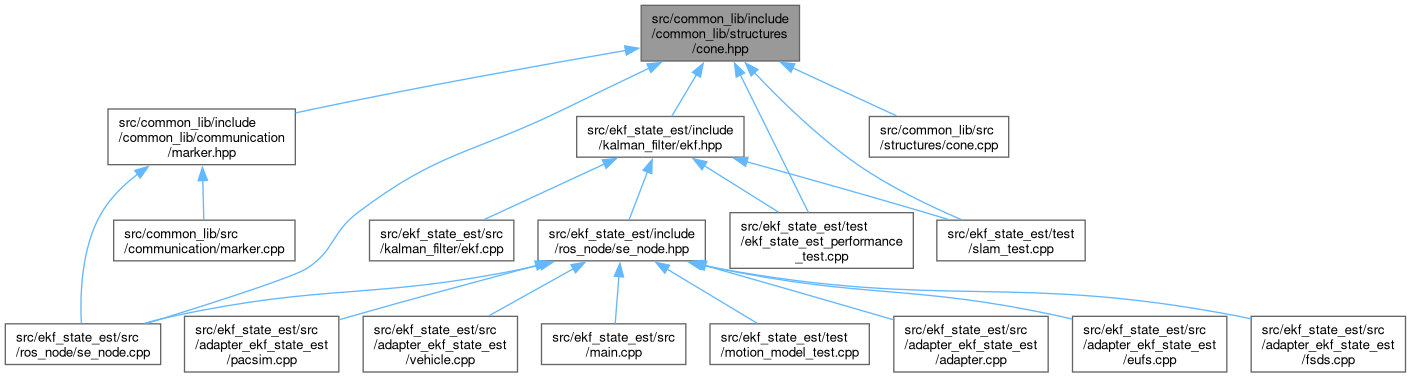 src/common_lib/include
/common_lib/structures
/cone.hpp
src/common_lib/include
/common_lib/communication
/marker.hpp
src/ekf_state_est/include
/kalman_filter/ekf.hpp
src/common_lib/src
/structures/cone.cpp
src/common_lib/src
/communication/marker.cpp
src/ekf_state_est/src
/kalman_filter/ekf.cpp
src/ekf_state_est/include
/ros_node/se_node.hpp
src/ekf_state_est/test
/ekf_state_est_performance
_test.cpp
src/ekf_state_est/test
/slam_test.cpp
src/ekf_state_est/src
/ros_node/se_node.cpp
src/ekf_state_est/src
/adapter_ekf_state_est
/pacsim.cpp
src/ekf_state_est/src
/adapter_ekf_state_est
/vehicle.cpp
src/ekf_state_est/src
/main.cpp
src/ekf_state_est/test
/motion_model_test.cpp
src/ekf_state_est/src
/adapter_ekf_state_est
/adapter.cpp
src/ekf_state_est/src
/adapter_ekf_state_est
/eufs.cpp
src/ekf_state_est/src
/adapter_ekf_state_est
/fsds.cpp